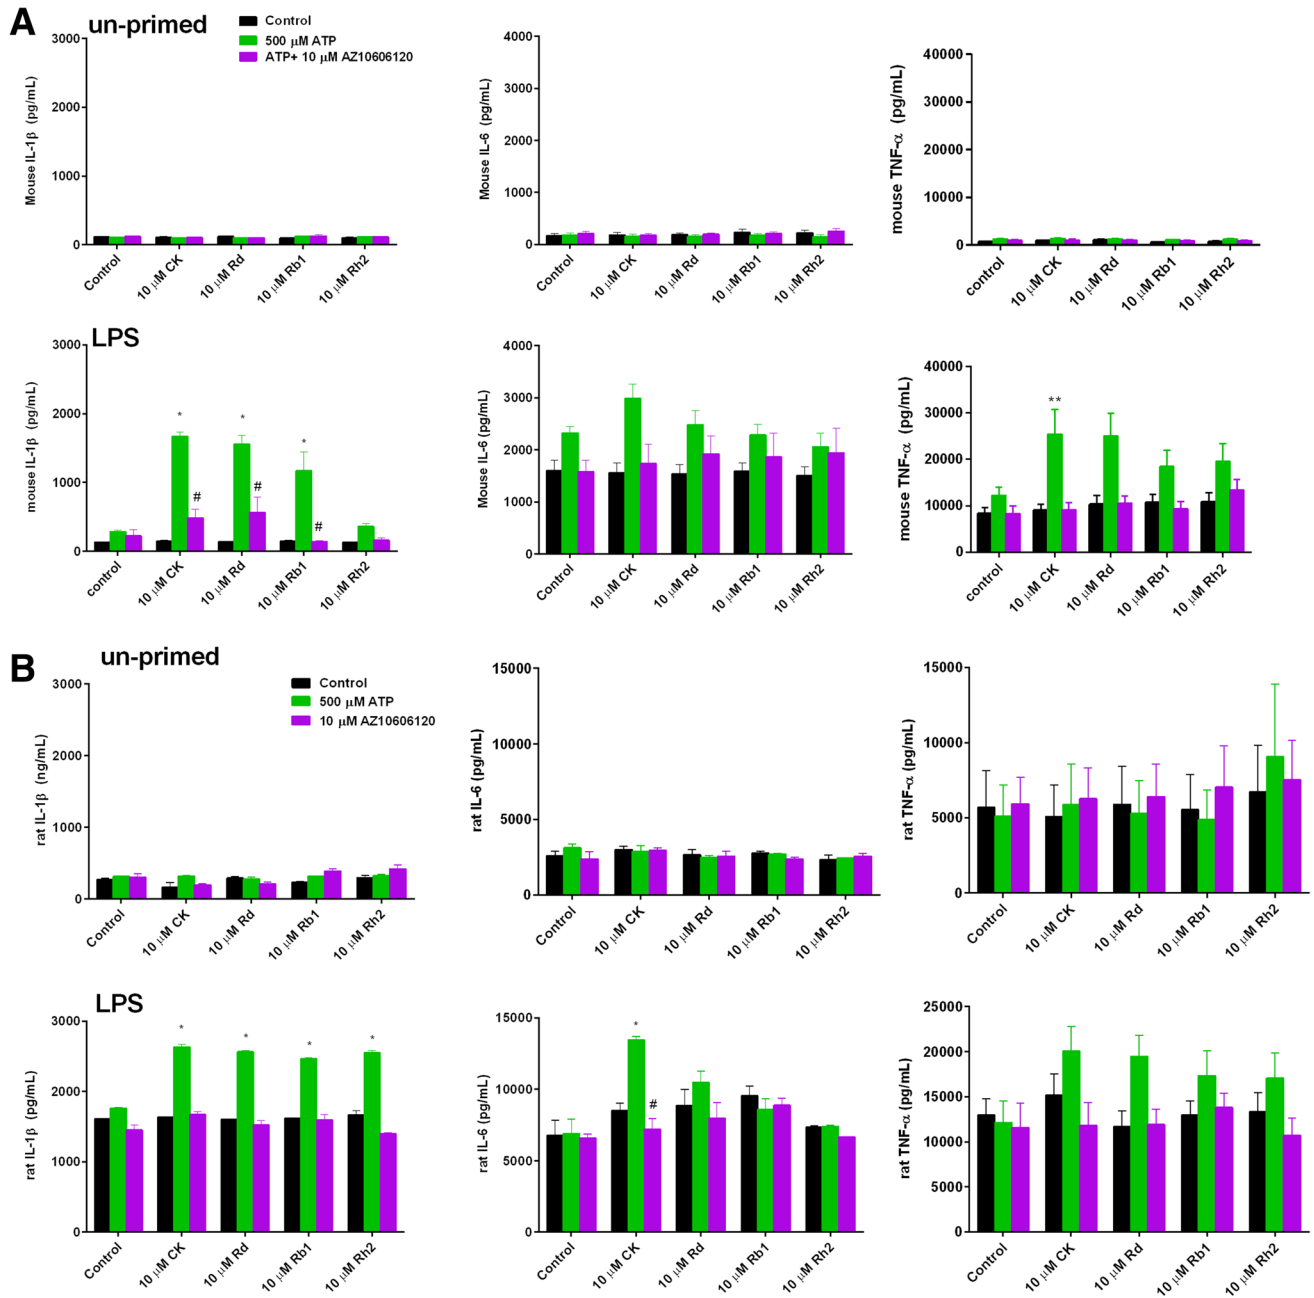 A
un-primed
Control
500 μM ATP
ATP+ 10 μM AZ10606120
Mouse IL-1β (pg/mL)
3000
2000
1000
0
Control
10 μM CK
10 μM Rd
10 μM Rb1
10 μM Rh2
Mouse IL-6 (pg/mL)
4000
3000
2000
1000
0
Control
10 μM CK
10 μM Rd
10 μM Rb1
10 μM Rh2
mouse TNF-α (pg/mL)
40000
30000
20000
10000
0
control
10 μM CK
10 μM Rd
10 μM Rb1
10 μM Rh2
LPS
mouse IL-1β (pg/mL)
3000
2000
1000
0
* # * # * #
control
10 μM CK
10 μM Rd
10 μM Rb1
10 μM Rh2
Mouse IL-6 (pg/mL)
4000
3000
2000
1000
0
Control
10 μM CK
10 μM Rd
10 μM Rb1
10 μM Rh2
mouse TNF-α (pg/mL)
40000
30000
20000
10000
0
**
control
10 μM CK
10 μM Rd
10 μM Rb1
10 μM Rh2
B
un-primed
Control
500 μM ATP
10 μM AZ10606120
rat IL-1β (ng/mL)
3000
2000
1000
0
Control
10 μM CK
10 μM Rd
10 μM Rb1
10 μM Rh2
rat IL-6 (pg/mL)
15000
10000
5000
0
Control
10 μM CK
10 μM Rd
10 μM Rb1
10 μM Rh2
rat TNF-α (pg/mL)
15000
10000
5000
0
Control
10 μM CK
10 μM Rd
10 μM Rb1
10 μM Rh2
LPS
rat IL-1β (pg/mL)
3000
2000
1000
0
* * * *
Control
10 μM CK
10 μM Rd
10 μM Rb1
10 μM Rh2
rat IL-6 (pg/mL)
15000
10000
5000
0
* #
Control
10 μM CK
10 μM Rd
10 μM Rb1
10 μM Rh2
rat TNF-α (pg/mL)
25000
20000
15000
10000
5000
0
Control
10 μM CK
10 μM Rd
10 μM Rb1
10 μM Rh2